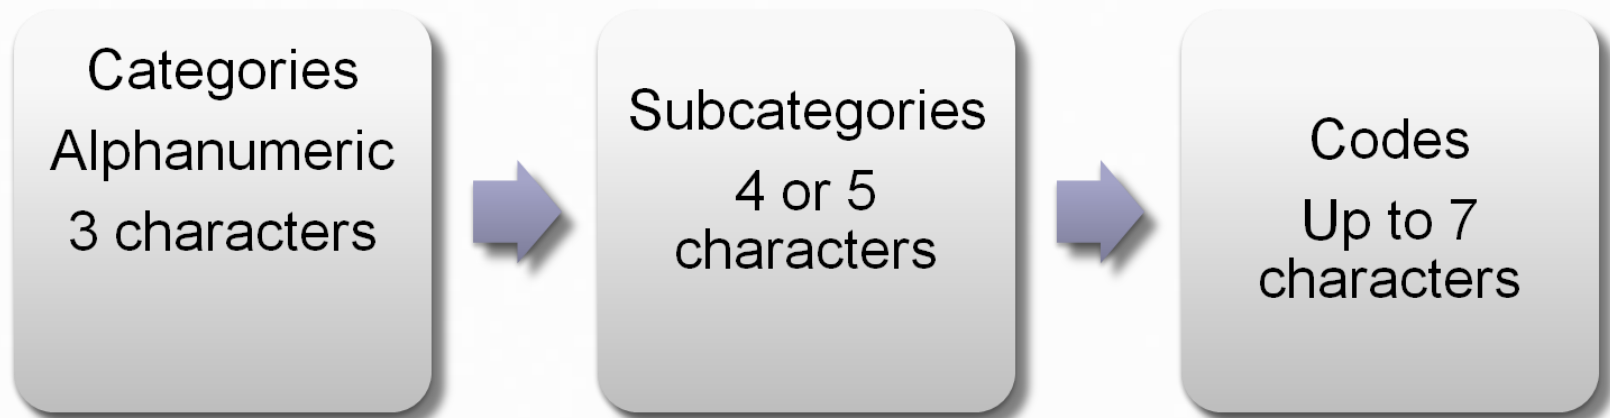 Categories
Alphanumeric
3 characters
Subcategories
4 or 5
characters
Codes
Up to 7
characters